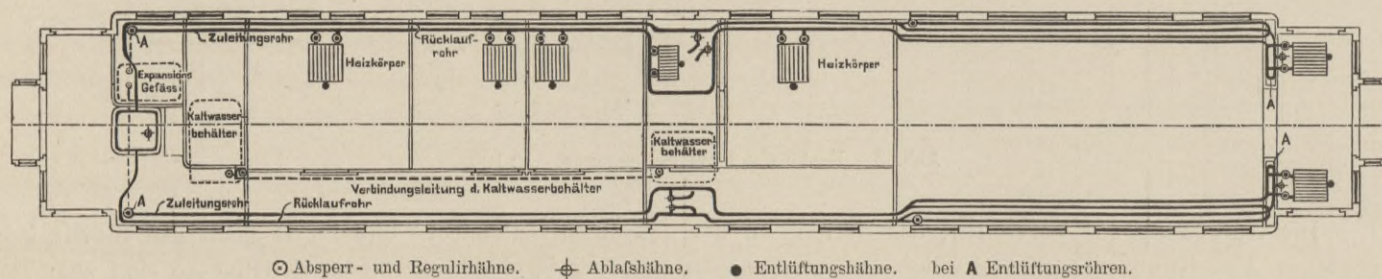 A
Zuleitungsrohr
Rücklauf-
rohr
Heizkörper
Heizkörper
Expansions
Gefäss
Kaltwasser
behälter
Kaltwasser-
behälter
A
A
Verbindungsleitung d. Kaltwasserbehälter
Zuleitungsrohr
A
Rücklaufrohr
Absperr- und Regulirhähne.
Ablaſshähne.
Entlüftungshähne.
bei A Entlüftungsröhren.